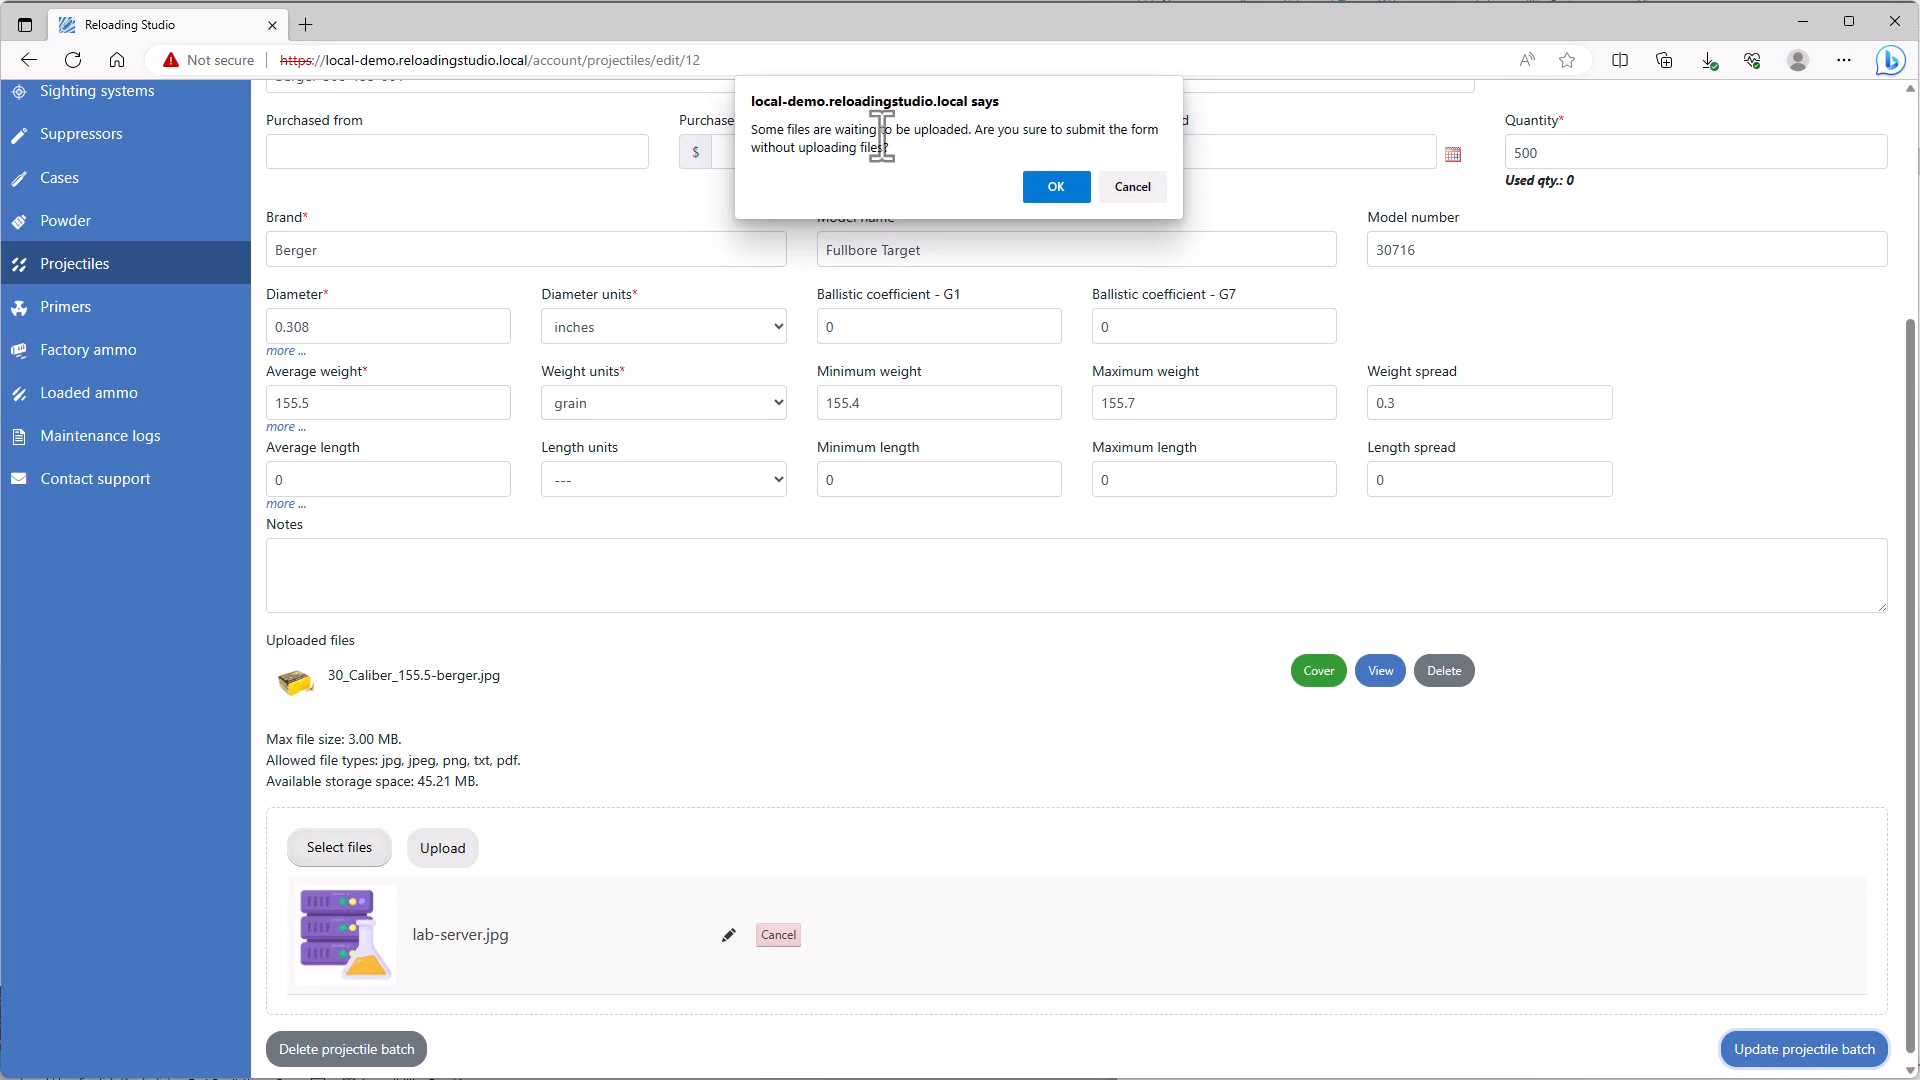 Reloading Studio
Not secure
https://local-demo.reloadingstudio.local/account/projectiles/edit/12
local-demo.reloadingstudio.local says
Some files are waiting to be uploaded. Are you sure to submit the form
without uploading files?
OK
Cancel
Sighting systems
Suppressors
Cases
Powder
Projectiles
Primers
Factory ammo
Loaded ammo
Maintenance logs
Contact support
Purchased from
Purchase
$
d
Quantity*
500
Used qty.: 0
Brand*
Berger
Model name
Fullbore Target
Model number
30716
Diameter*
0.308
more ...
Diameter units*
inches
Ballistic coefficient - G1
0
Ballistic coefficient - G7
0
Average weight*
155.5
more ...
Weight units*
grain
Minimum weight
155.4
Maximum weight
155.7
Weight spread
0.3
Average length
0
more ...
Length units
---
Minimum length
0
Maximum length
0
Length spread
0
Notes
Uploaded files
30_Caliber_155.5-berger.jpg
Cover
View
Delete
Max file size: 3.00 MB.
Allowed file types: jpg, jpeg, png, txt, pdf.
Available storage space: 45.21 MB.
Select files
Upload
lab-server.jpg
Cancel
Delete projectile batch
Update projectile batch